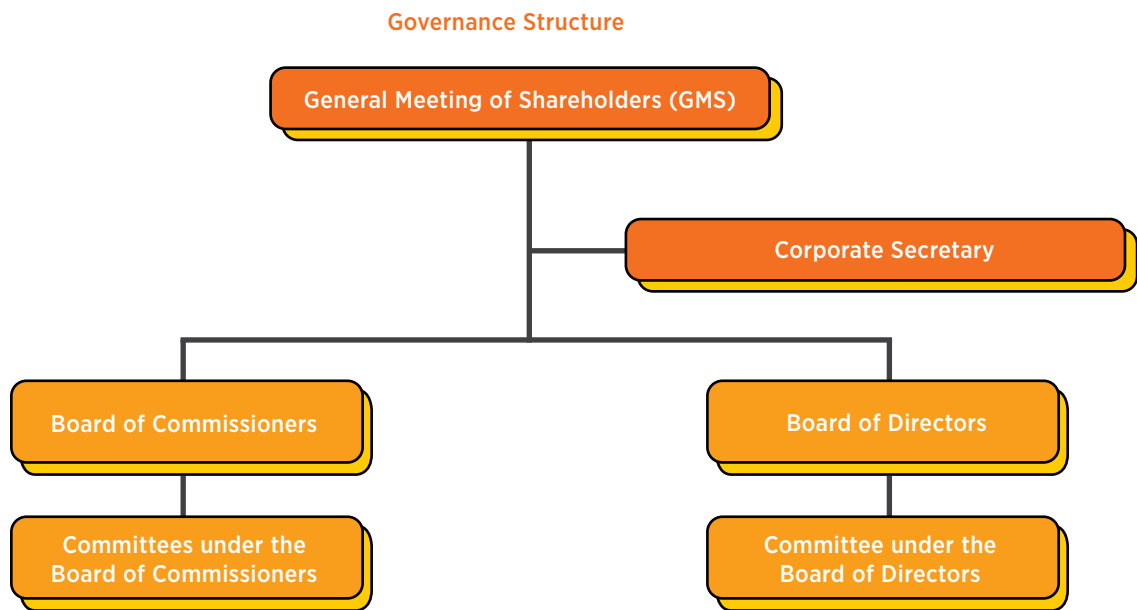 Governance Structure
General Meeting of Shareholders (GMS)
Corporate Secretary
Board of Commissioners
Board of Directors
Committees under the
Board of Commissioners
Committee under the
Board of Directors